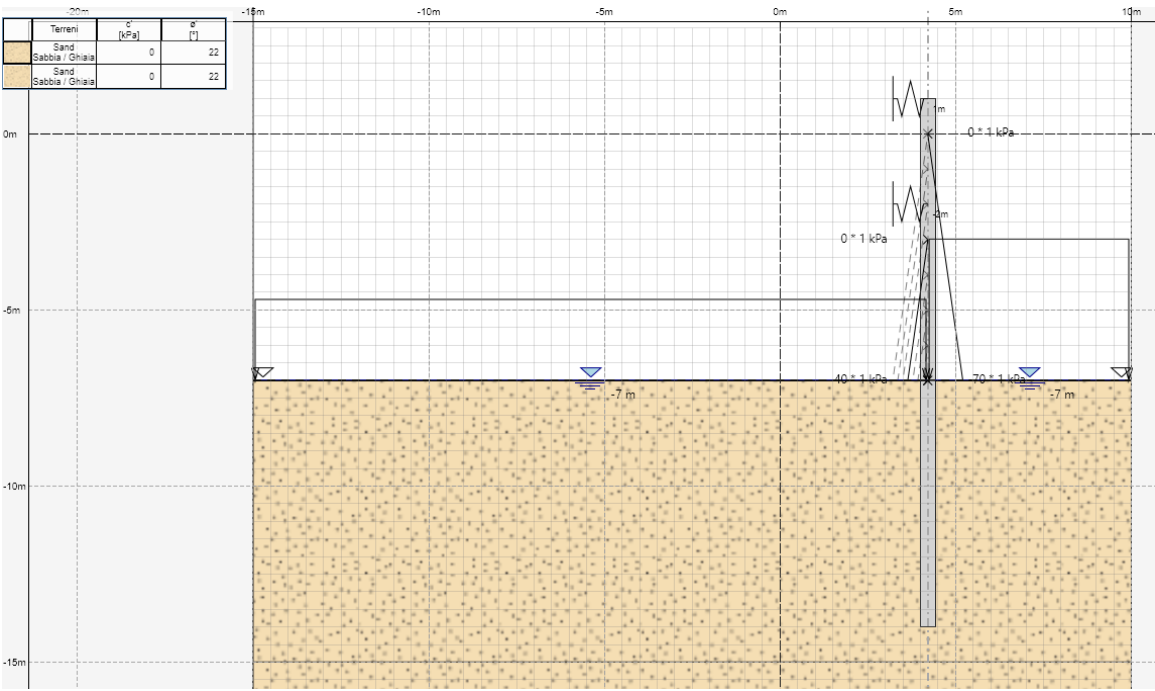 -20m -15m -10m -5m 0m 5m 10m
Terreni c' [kPa] ø' [°]
Sand
Sabbia / Ghiaia 0 22
Sand
Sabbia / Ghiaia 0 22
1m
0m
0 * 1 kPa
-2m
0 * 1 kPa
-5m
40 * 1 kPa 70 * 1 kPa
-7 m -7 m
-10m
-15m